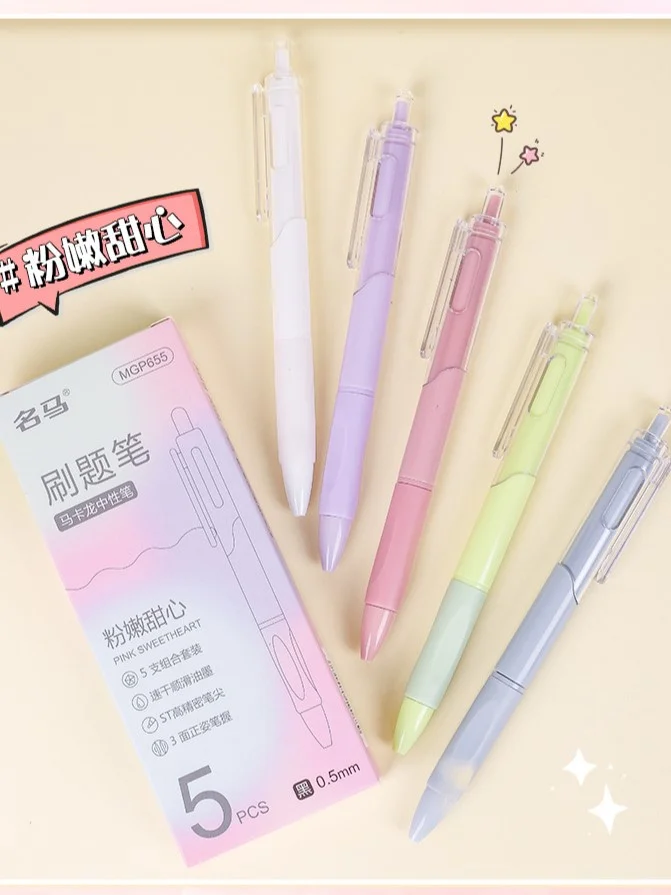 #粉嫩甜心
MGP655
名马®
刷题笔
马卡龙中性笔
粉嫩甜心
PINK SWEETHEART
5 支组合套装
速干顺滑油墨
ST高精密笔尖
3 面正姿笔握
5 PCS
黑 0.5mm